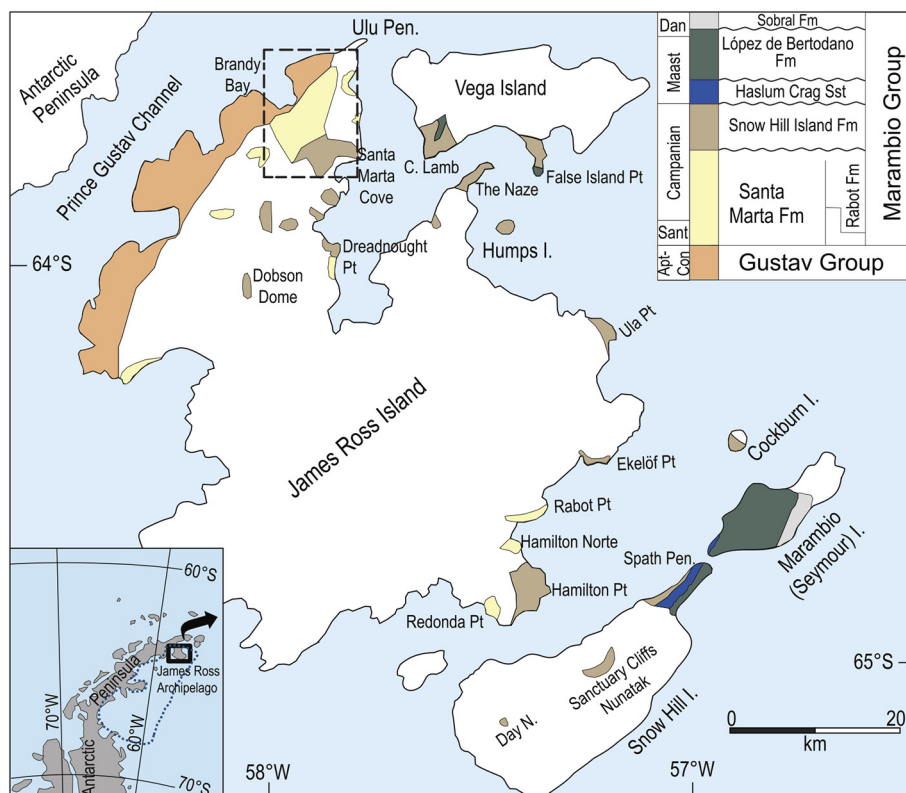 Antarctic
Peninsula
Prince Gustav Channel
Brandy
Bay
Ulu Pen.
Vega Island
C. Lamb
False Island Pt
The Naze
Humps I.
Santa
Marta
Cove
Dreadnought
Pt
Dobson
Dome
64°S
James Ross Island
Ula Pt
Ekelöf Pt
Cockburn I.
Rabot Pt
Hamilton Norte
Hamilton Pt
Redonda Pt
Spath Pen.
Marambio
(Seymour) I.
Sanctuary Cliffs
Nunatak
Day N.
Snow Hill I.
65°S
58°W
57°W
0
20
km
Dan
Sobral Fm
Maast
López de Bertodano
Fm
Haslum Crag Sst
Campanian
Snow Hill Island Fm
Santa
Marta Fm
Rabot Fm
Sant
Apt-
Con
Gustav Group
Marambio Group
60°S
70°W
60°W
70°S
Antarctic
Peninsula
James Ross
Archipelago